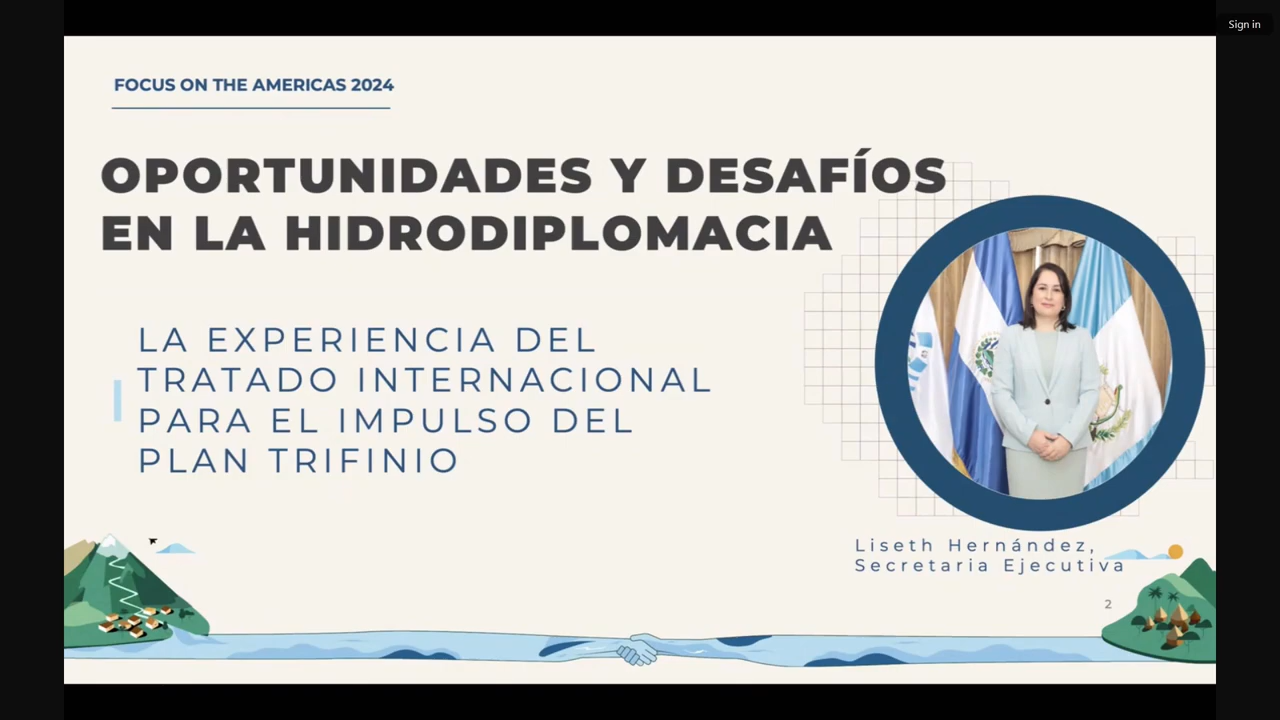 Sign in
FOCUS ON THE AMERICAS 2024
OPORTUNIDADES Y DESAFÍOS
EN LA HIDRODIPLOMACIA
LA EXPERIENCIA DEL
TRATADO INTERNACIONAL
PARA EL IMPULSO DEL
PLAN TRIFINIO
Liseth Hernández,
Secretaria Ejecutiva
2